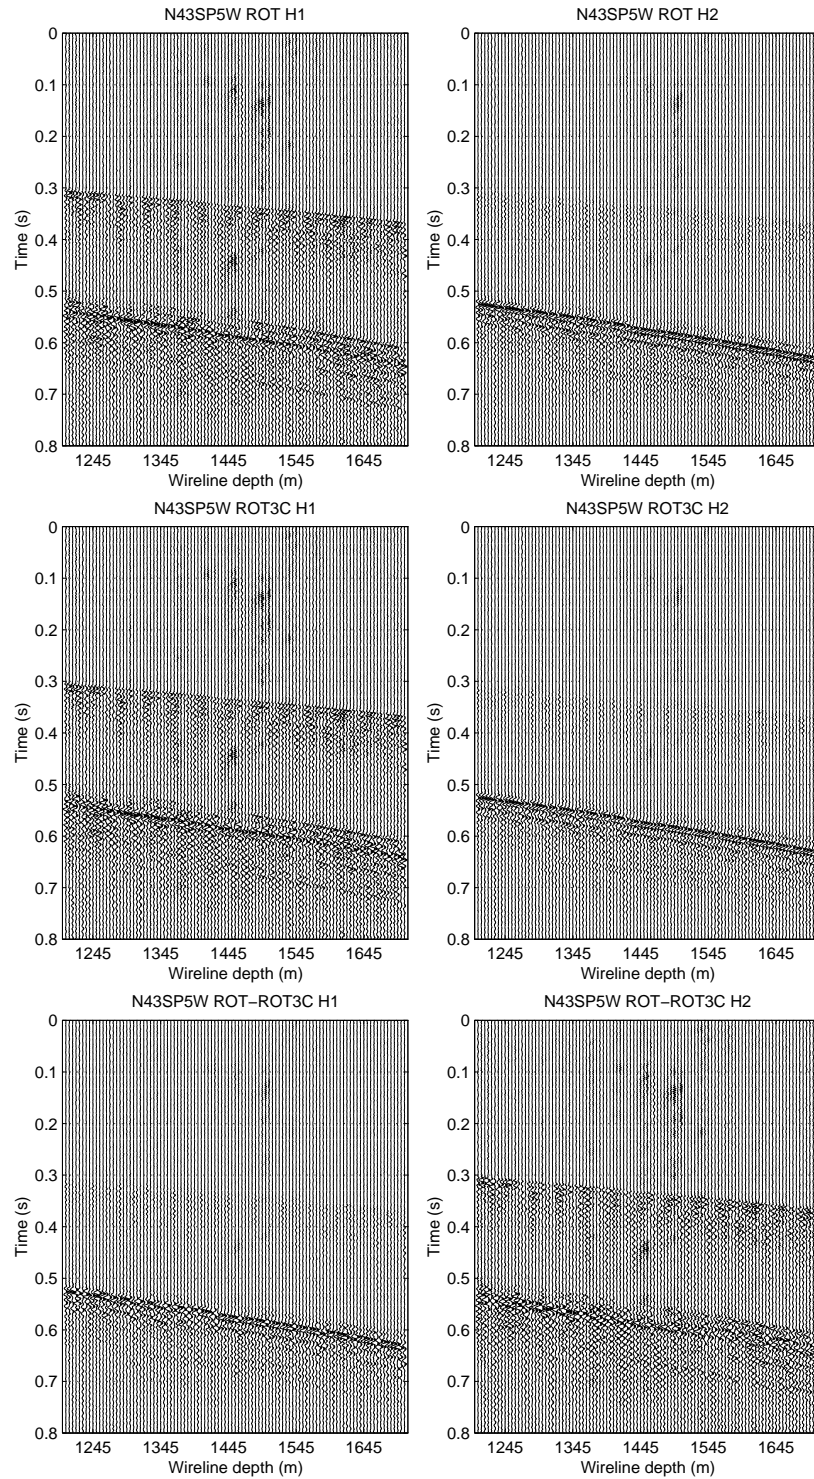 N43SP5W ROT H1
0
0.1
0.2
0.3
0.4
0.5
0.6
0.7
0.8
Time (s)
1245 1345 1445 1545 1645
Wireline depth (m)
N43SP5W ROT H2
0
0.1
0.2
0.3
0.4
0.5
0.6
0.7
0.8
Time (s)
1245 1345 1445 1545 1645
Wireline depth (m)
N43SP5W ROT3C H1
0
0.1
0.2
0.3
0.4
0.5
0.6
0.7
0.8
Time (s)
1245 1345 1445 1545 1645
Wireline depth (m)
N43SP5W ROT3C H2
0
0.1
0.2
0.3
0.4
0.5
0.6
0.7
0.8
Time (s)
1245 1345 1445 1545 1645
Wireline depth (m)
N43SP5W ROT−ROT3C H1
0
0.1
0.2
0.3
0.4
0.5
0.6
0.7
0.8
Time (s)
1245 1345 1445 1545 1645
Wireline depth (m)
N43SP5W ROT−ROT3C H2
0
0.1
0.2
0.3
0.4
0.5
0.6
0.7
0.8
Time (s)
1245 1345 1445 1545 1645
Wireline depth (m)